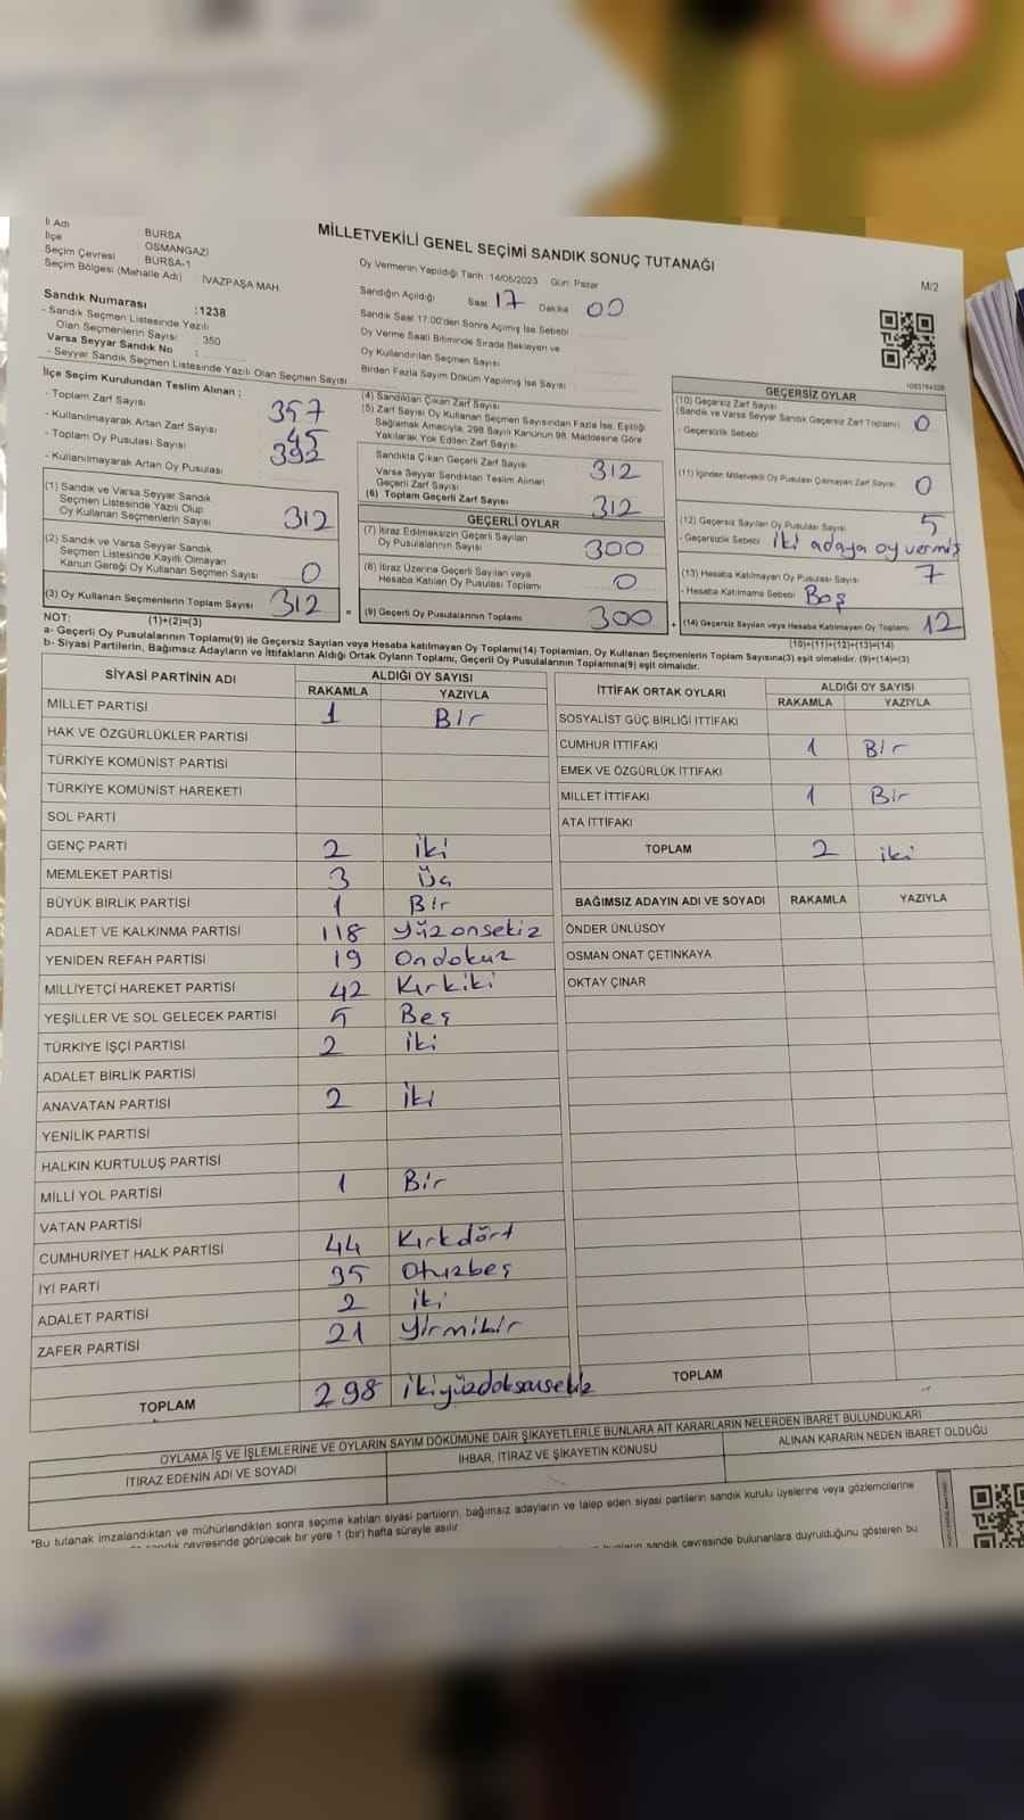 MİLLETVEKİLİ GENEL SEÇİMİ SANDIK SONUÇ TUTANAĞI
M/2
İl Adı BURSA
İlçe OSMANGAZİ
Seçim Çevresi BURSA-1
Seçim Bölgesi (Mahalle Adı) İVAZPAŞA MAH.
Sandık Numarası :1238
- Sandık Seçmen Listesinde Yazılı
Olan Seçmenlerin Sayısı 350
Varsa Seyyar Sandık No :
- Seyyar Sandık Seçmen Listesinde Yazılı Olan Seçmen Sayısı
Oy Vermenin Yapıldığı Tarih :14/05/2023 Gün: Pazar
Sandığın Açıldığı Saat 17 Dakika 00
Sandık Saat 17:00'den Sonra Açılmış İse Sebebi
Oy Verme Saati Bitiminde Sırada Bekleyen ve
Oy Kullandırılan Seçmen Sayısı
Birden Fazla Sayım Döküm Yapılmış İse Sayısı
İlçe Seçim Kurulundan Teslim Alınan ;
- Toplam Zarf Sayısı 357
- Kullanılmayarak Artan Zarf Sayısı 45
- Toplam Oy Pusulası Sayısı
- Kullanılmayarak Artan Oy Pusulası
(1) Sandık ve Varsa Seyyar Sandık
Seçmen Listesinde Yazılı Olup
Oy Kullanan Seçmenlerin Sayısı 312
(2) Sandık ve Varsa Seyyar Sandık
Seçmen Listesinde Kayıtlı Olmayan
Kanun Gereği Oy Kullanan Seçmen Sayısı 0
(3) Oy Kullanan Seçmenlerin Toplam Sayısı 312
(1)+(2)=(3)
(4) Sandıktan Çıkan Zarf Sayısı
(5) Zarf Sayısı Oy Kullanan Seçmen Sayısından Fazla İse, Eşitliği
Sağlamak Amacıyla, 298 Sayılı Kanunun 98. Maddesine Göre
Yakılarak Yok Edilen Zarf Sayısı
Sandıkta Çıkan Geçerli Zarf Sayısı 312
Varsa Seyyar Sandıktan Teslim Alınan
Geçerli Zarf Sayısı
(6) Toplam Geçerli Zarf Sayısı 312
GEÇERLİ OYLAR
(7) İtiraz Edilmeksizin Geçerli Sayılan
Oy Pusulalarının Sayısı 300
(8) İtiraz Üzerine Geçerli Sayılan veya
Hesaba Katılan Oy Pusulası Toplamı 0
= (9) Geçerli Oy Pusulalarının Toplamı 300
GEÇERSİZ OYLAR
(10) Geçersiz Zarf Sayısı
(Sandık ve Varsa Seyyar Sandık Geçersiz Zarf Toplamı) 0
- Geçersizlik Sebebi
(11) İçinden Milletvekili Oy Pusulası Çıkmayan Zarf Sayısı 0
(12) Geçersiz Sayılan Oy Pusulası Sayısı 5
- Geçersizlik Sebebi iki adaya oy vermiş
(13) Hesaba Katılmayan Oy Pusulası Sayısı 7
- Hesaba Katılmama Sebebi Boş
+ (14) Geçersiz Sayılan veya Hesaba Katılmayan Oy Toplamı 12
(10)+(11)+(12)+(13)=(14)
NOT:
a- Geçerli Oy Pusulalarının Toplamı(9) ile Geçersiz Sayılan veya Hesaba katılmayan Oy Toplamı(14) Toplamları, Oy Kullanan Seçmenlerin Toplam Sayısına(3) eşit olmalıdır. (9)+(14)=(3)
b- Siyasi Partilerin, Bağımsız Adayların ve İttifakların Aldığı Ortak Oyların Toplamı, Geçerli Oy Pusulalarının Toplamına(9) eşit olmalıdır.
SİYASİ PARTİNİN ADI ALDIĞI OY SAYISI
RAKAMLA YAZIYLA
MİLLET PARTİSİ 1 Bir
HAK VE ÖZGÜRLÜKLER PARTİSİ
TÜRKİYE KOMÜNİST PARTİSİ
TÜRKİYE KOMÜNİST HAREKETİ
SOL PARTİ
GENÇ PARTİ 2 iki
MEMLEKET PARTİSİ 3 Üç
BÜYÜK BİRLİK PARTİSİ 1 Bir
ADALET VE KALKINMA PARTİSİ 118 Yüzonsekiz
YENİDEN REFAH PARTİSİ 19 Ondokuz
MİLLİYETÇİ HAREKET PARTİSİ 42 Kırkiki
YEŞİLLER VE SOL GELECEK PARTİSİ 5 Beş
TÜRKİYE İŞÇİ PARTİSİ 2 iki
ADALET BİRLİK PARTİSİ
ANAVATAN PARTİSİ 2 iki
YENİLİK PARTİSİ
HALKIN KURTULUŞ PARTİSİ
MİLLİ YOL PARTİSİ 1 Bir
VATAN PARTİSİ
CUMHURİYET HALK PARTİSİ 44 Kırkdört
İYİ PARTİ 35 Otuzbeş
ADALET PARTİSİ 2 iki
ZAFER PARTİSİ 21 Yirmibir
TOPLAM 298 ikiyüzdoksansekiz
İTTİFAK ORTAK OYLARI ALDIĞI OY SAYISI
RAKAMLA YAZIYLA
SOSYALİST GÜÇ BİRLİĞİ İTTİFAKI
CUMHUR İTTİFAKI 1 Bir
EMEK VE ÖZGÜRLÜK İTTİFAKI
MİLLET İTTİFAKI 1 Bir
ATA İTTİFAKI
TOPLAM 2 iki
BAĞIMSIZ ADAYIN ADI VE SOYADI RAKAMLA YAZIYLA
ÖNDER ÜNLÜSOY
OSMAN ONAT ÇETİNKAYA
OKTAY ÇINAR
TOPLAM
OYLAMA İŞ VE İŞLEMLERİNE VE OYLARIN SAYIM DÖKÜMÜNE DAİR ŞİKAYETLERLE BUNLARA AİT KARARLARIN NELERDEN İBARET BULUNDUKLARI
İTİRAZ EDENİN ADI VE SOYADI İHBAR, İTİRAZ VE ŞİKAYETİN KONUSU ALINAN KARARIN NEDEN İBARET OLDUĞU
*Bu tutanak imzalandıktan ve mühürlendikten sonra seçime katılan siyasi partilerin, bağımsız adayların ve talep eden siyasi partilerin sandık kurulu üyelerine veya gözlemcilerine
sandık çevresinde görülecek bir yere 1 (bir) hafta süreyle asılır.
sandık çevresinde bulunanlara duyrulduğunu gösteren bu